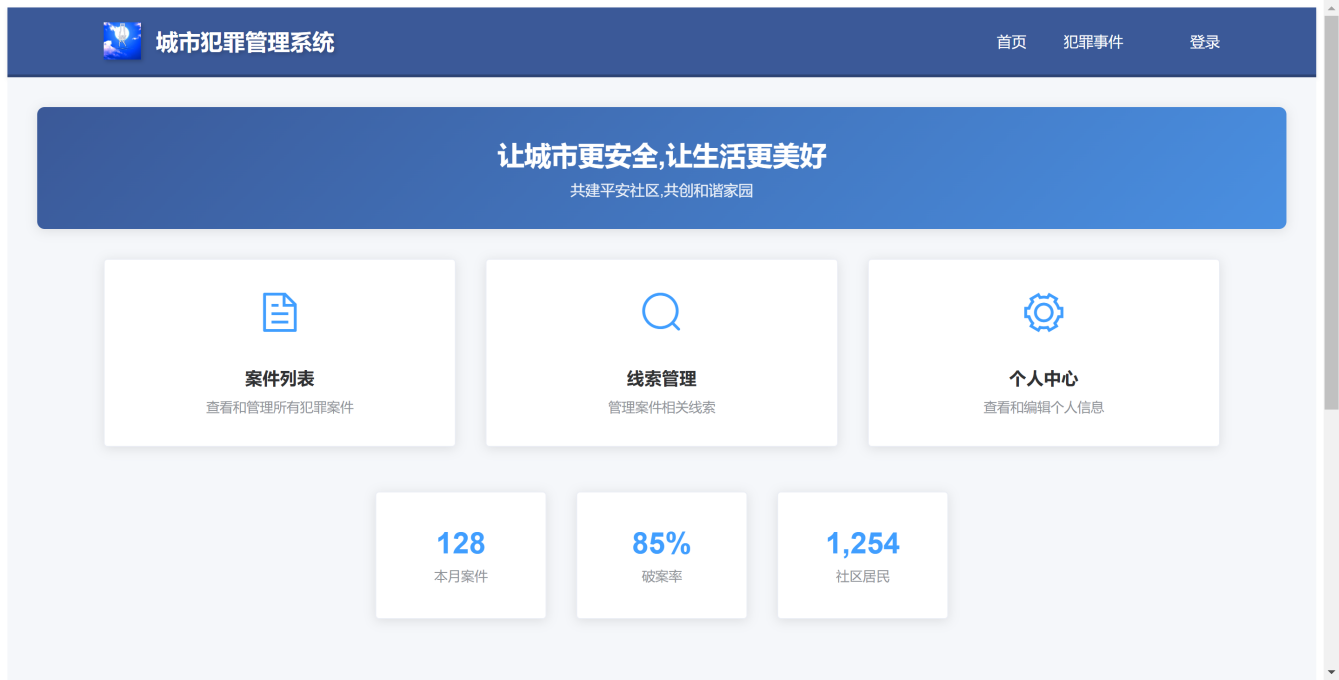 城市犯罪管理系统
首页 犯罪事件 登录
让城市更安全,让生活更美好
共建平安社区,共创和谐家园
案件列表
查看和管理所有犯罪案件
线索管理
管理案件相关线索
个人中心
查看和编辑个人信息
128
本月案件
85%
破案率
1,254
社区居民